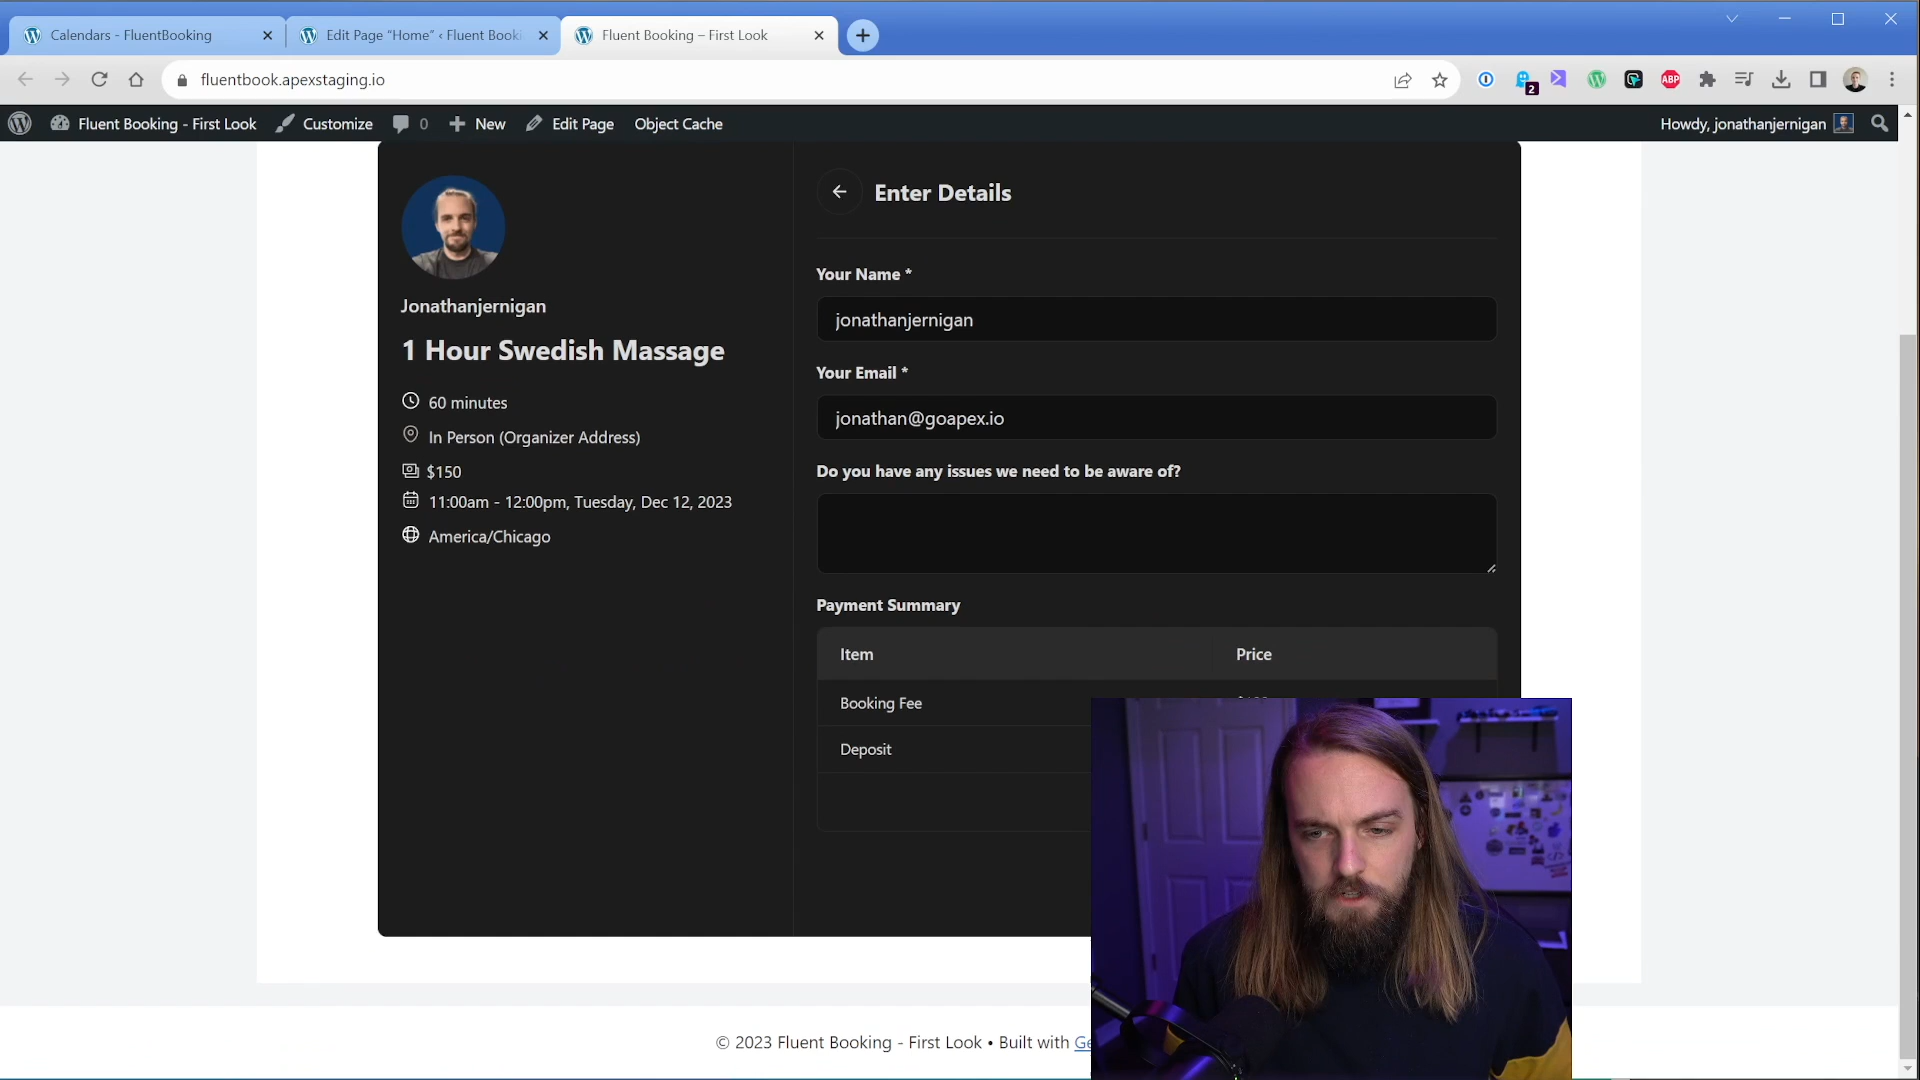 Calendars - FluentBooking
Edit Page “Home” ‹ Fluent Booki
Fluent Booking – First Look
fluentbook.apexstaging.io
2
ABP
Fluent Booking - First Look
Customize
0
New
Edit Page
Object Cache
Howdy, jonathanjernigan
Jonathanjernigan
1 Hour Swedish Massage
60 minutes
In Person (Organizer Address)
$150
11:00am - 12:00pm, Tuesday, Dec 12, 2023
America/Chicago
Enter Details
Your Name *
jonathanjernigan
Your Email *
jonathan@goapex.io
Do you have any issues we need to be aware of?
Payment Summary
Item Price
Booking Fee
Deposit
© 2023 Fluent Booking - First Look • Built with Ge